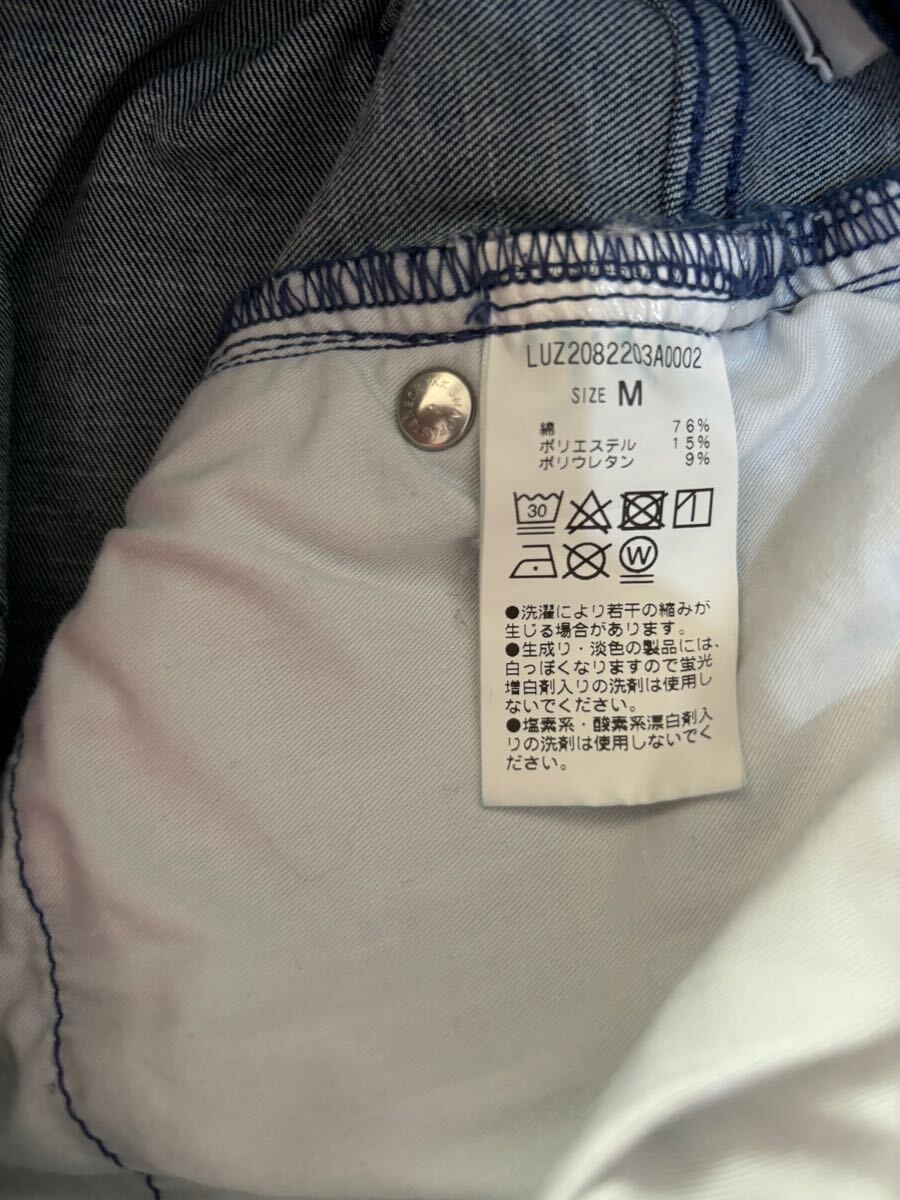 LUZ2082203A0002
SIZE M
綿 76%
ポリエステル 15%
ポリウレタン 9%
30
W
●洗濯により若干の縮みが
生じる場合があります。
●生成り・淡色の製品には、
白っぽくなりますので蛍光
増白剤入りの洗剤は使用し
ないでください。
●塩素系・酸素系漂白剤入
りの洗剤は使用しないでく
ださい。